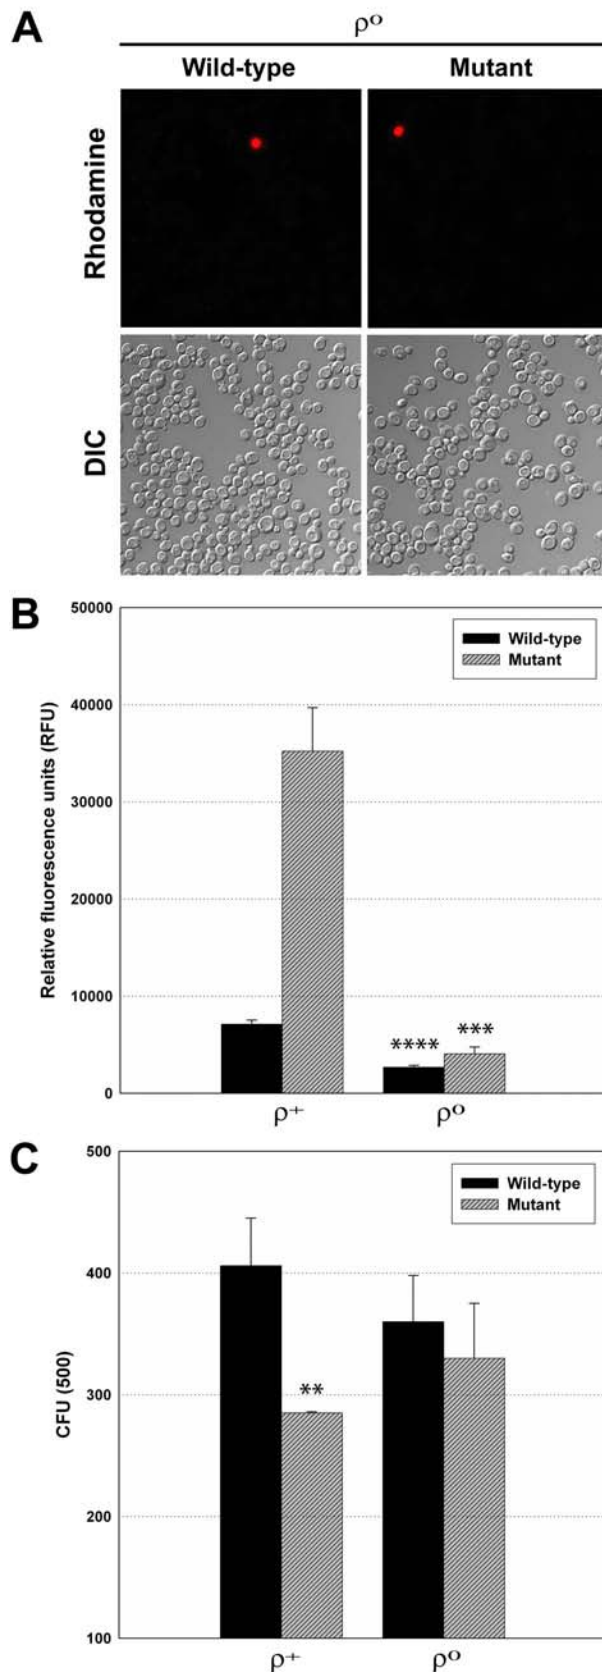 A
ρᴼ
Wild-type Mutant
Rhodamine
DIC
B
50000
Wild-type
Mutant
40000
30000
20000
10000
0
Relative fluorescence units (RFU)
**** ***
ρ⁺ ρᴼ
C
500
Wild-type
Mutant
400
300
200
100
CFU (500)
**
ρ⁺ ρᴼ